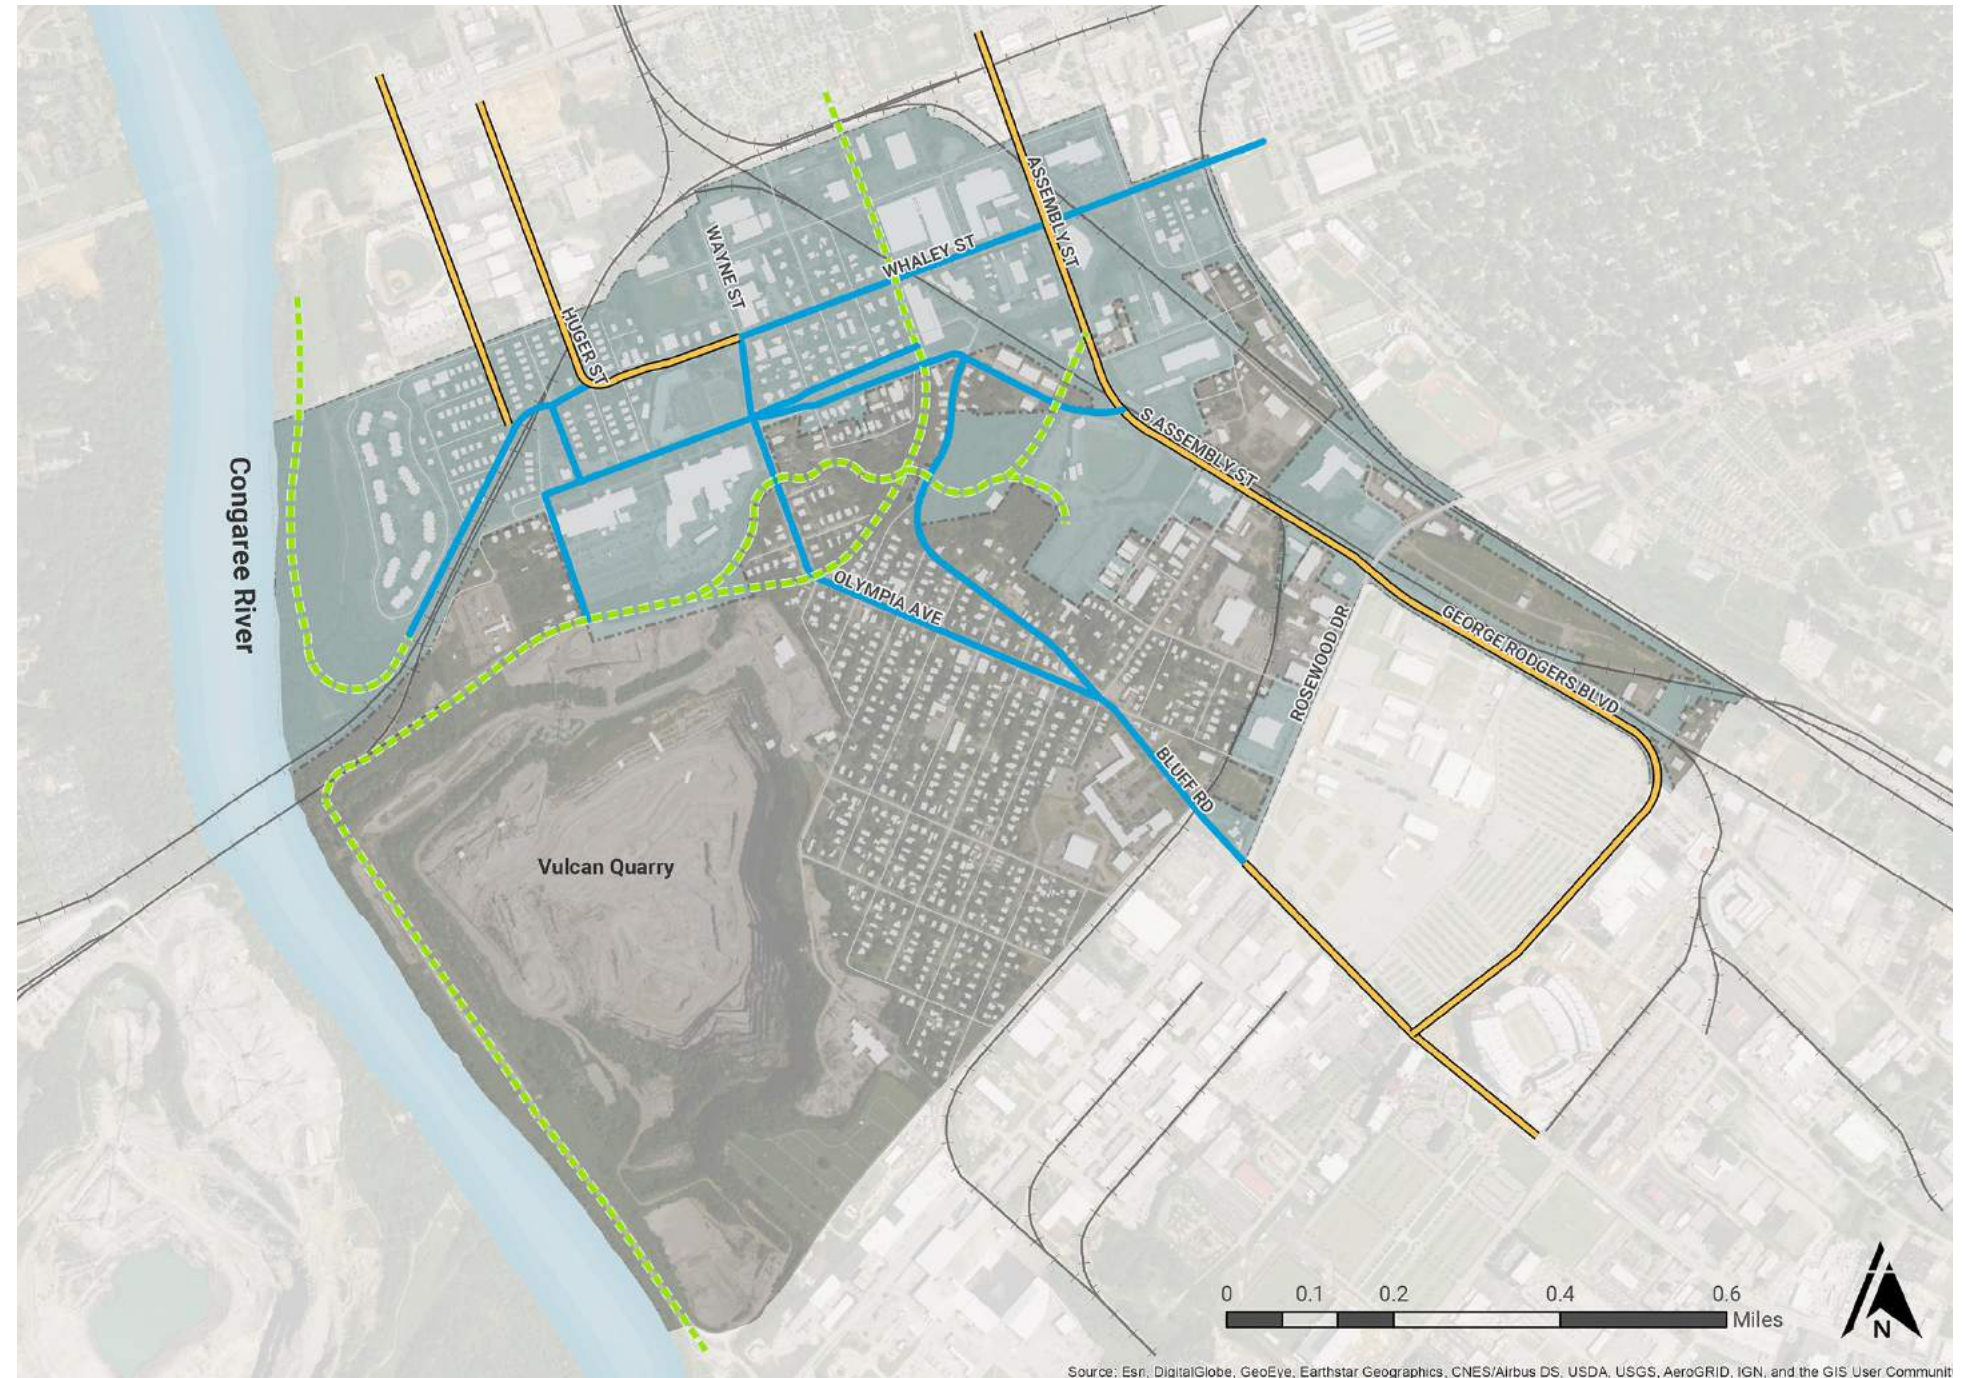 ASSEMBLY ST
WAYNE ST
WHALEY ST
HUGER ST
S ASSEMBLY ST
Congaree River
OLYMPIA AVE
ROSEWOOD DR
GEORGE RODGERS BLVD
BLUFF RD
Vulcan Quarry
0 0.1 0.2 0.4 0.6
Miles
N
Source: Esri, DigitalGlobe, GeoEye, Earthstar Geographics, CNES/Airbus DS, USDA, USGS, AeroGRID, IGN, and the GIS User Communit